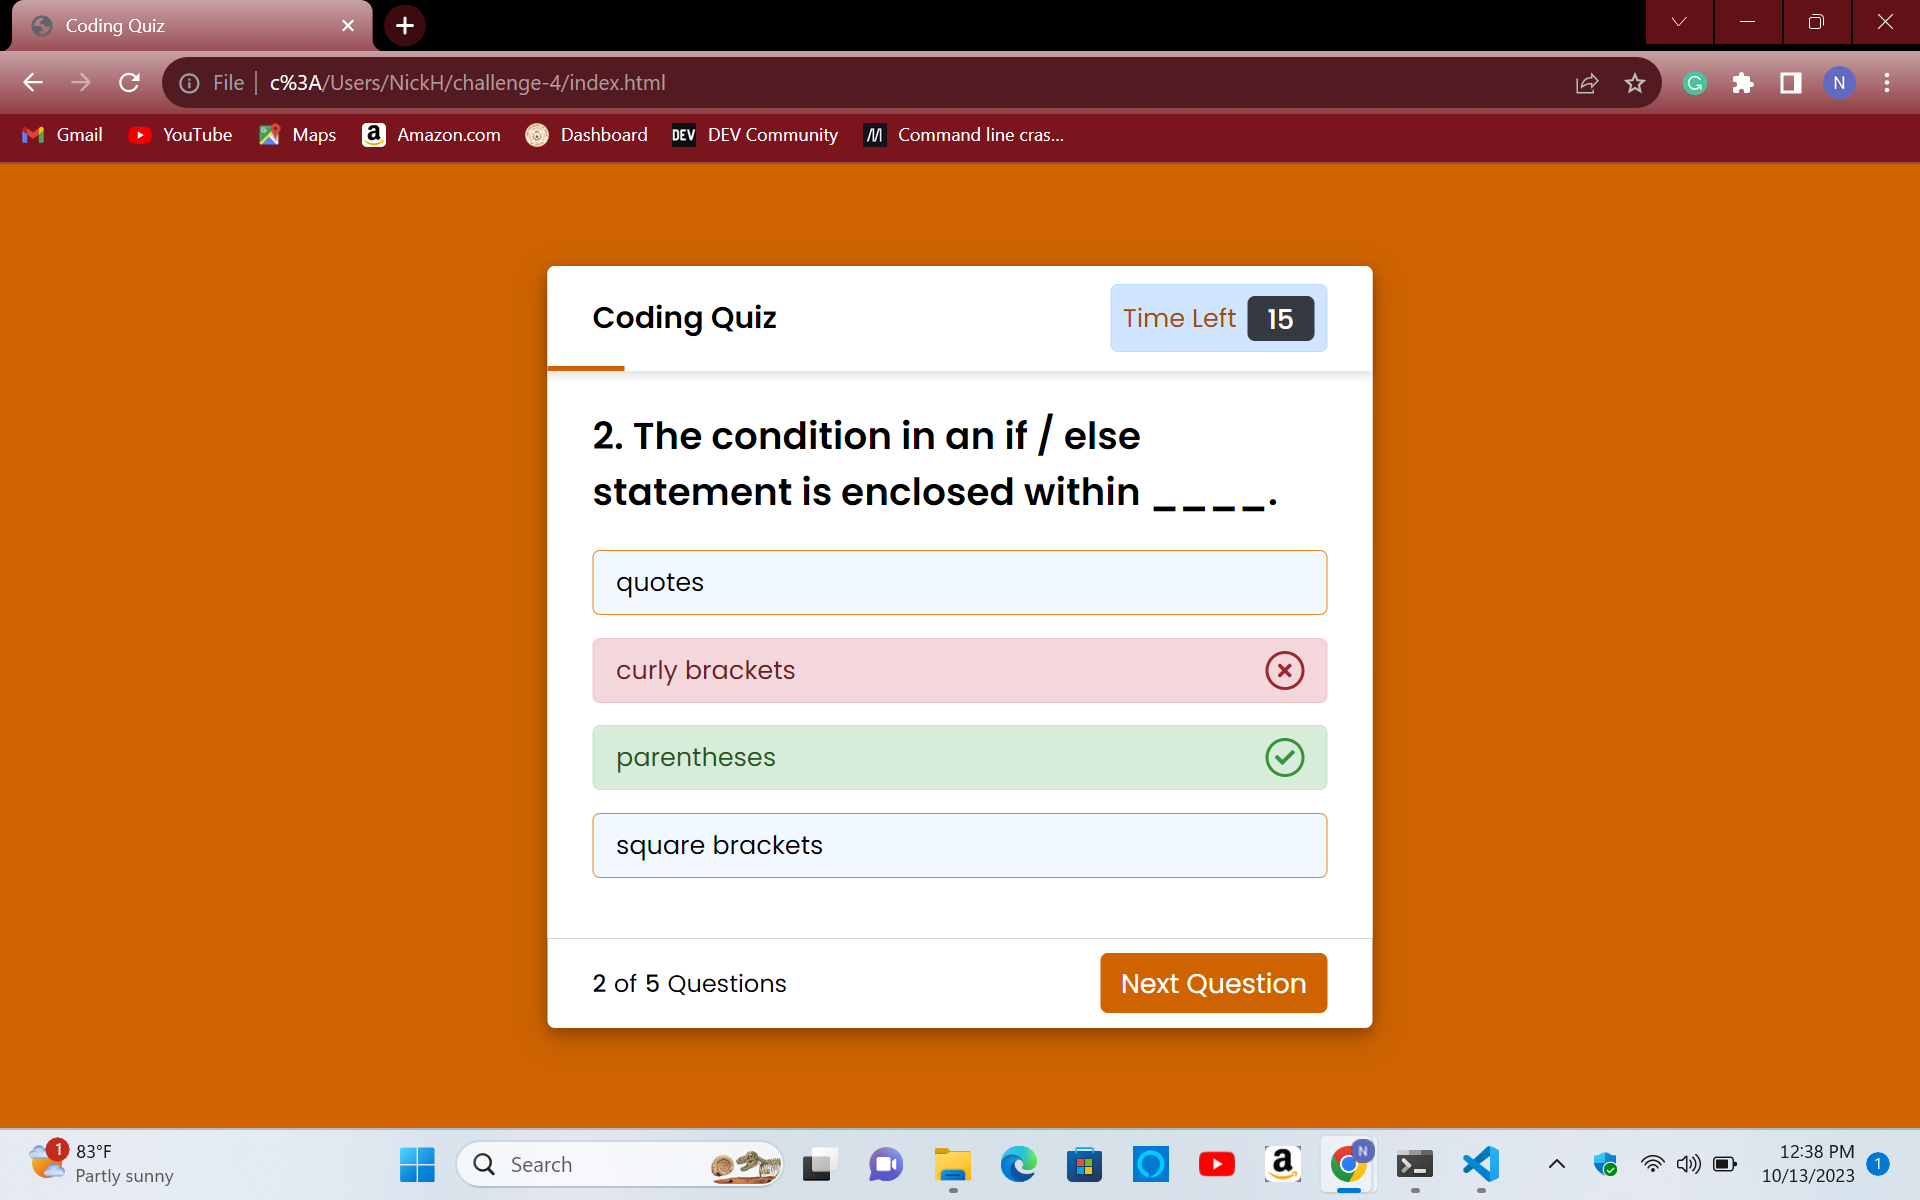 Coding Quiz
File c%3A/Users/NickH/challenge-4/index.html
N
Gmail YouTube Maps Amazon.com Dashboard DEV DEV Community Command line cras...
Coding Quiz
Time Left 15
2. The condition in an if / else
statement is enclosed within ____.
quotes
curly brackets
parentheses
square brackets
2 of 5 Questions
Next Question
1
83°F
Partly sunny
Search
N
12:38 PM
10/13/2023
1